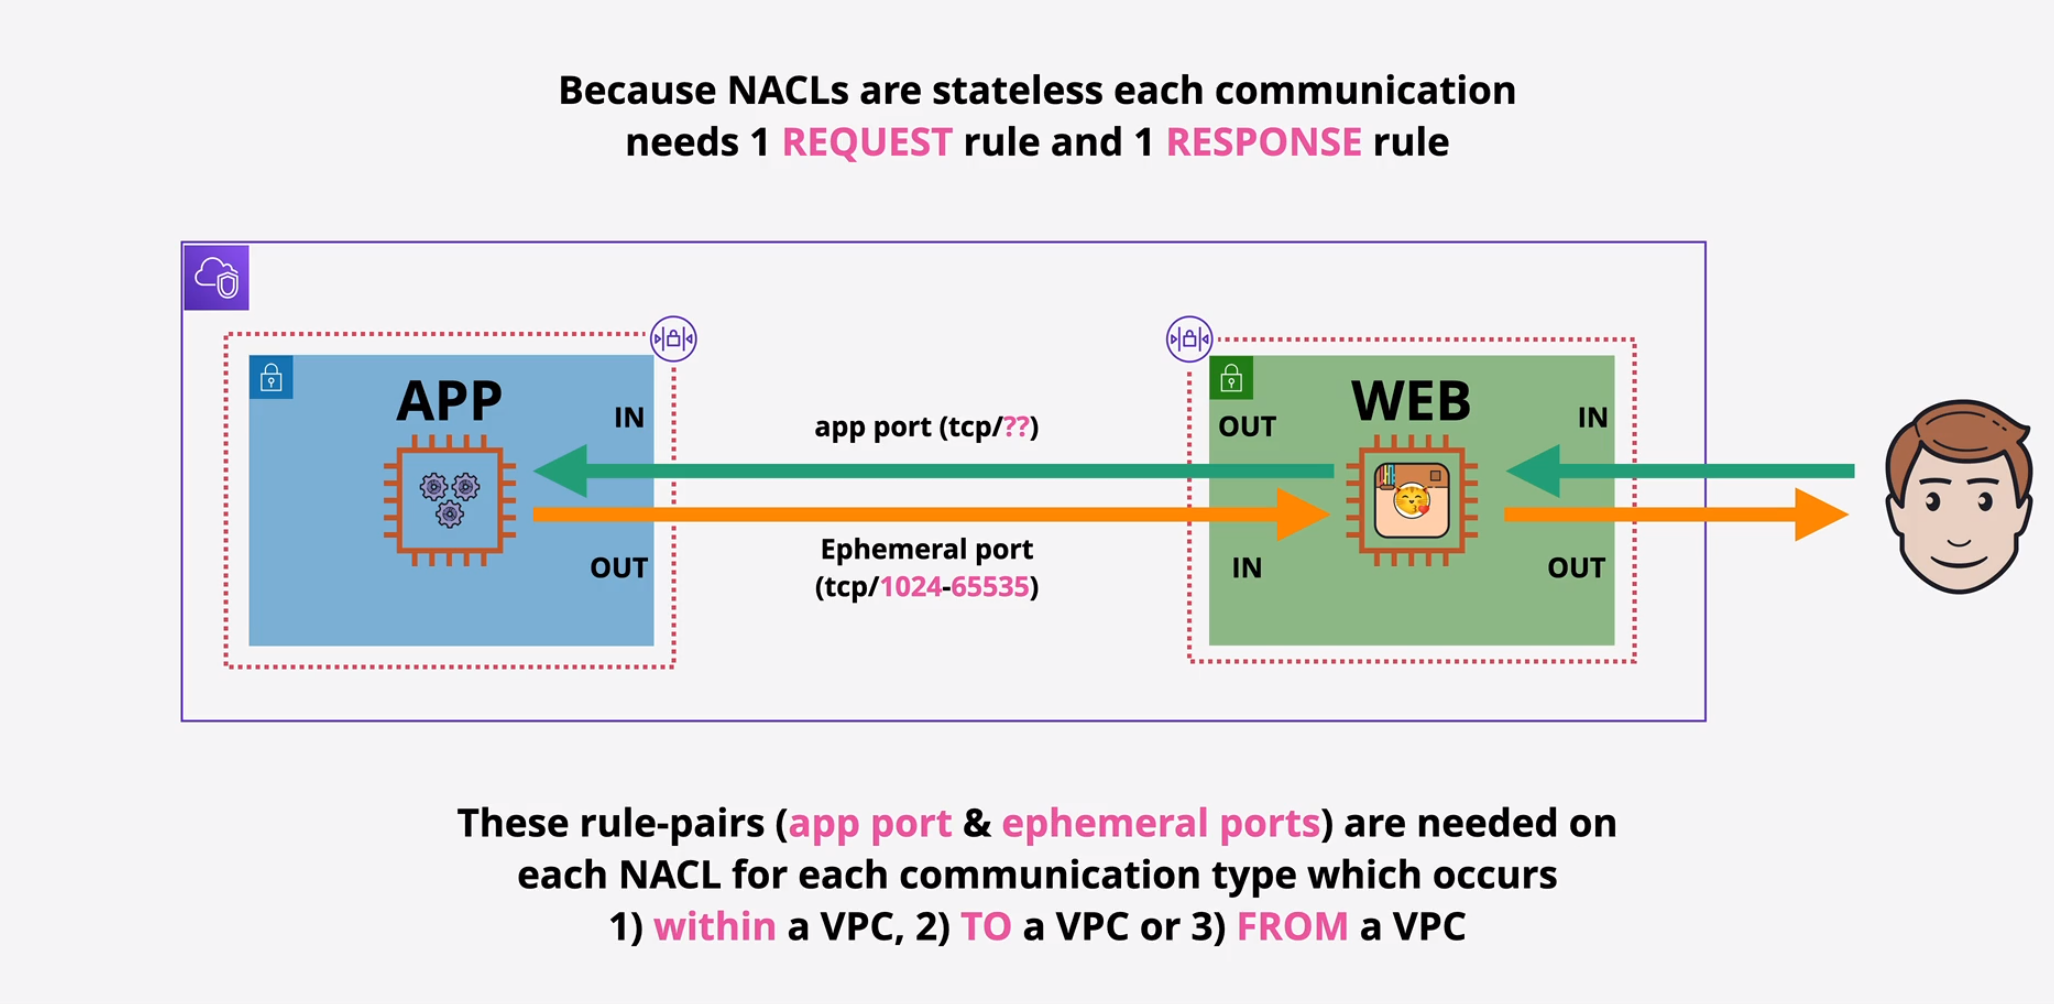 Because NACLs are stateless each communication
needs 1 REQUEST rule and 1 RESPONSE rule
APP
IN
OUT
app port (tcp/??)
Ephemeral port
(tcp/1024-65535)
WEB
OUT
IN
IN
OUT
These rule-pairs (app port & ephemeral ports) are needed on
each NACL for each communication type which occurs
1) within a VPC, 2) TO a VPC or 3) FROM a VPC